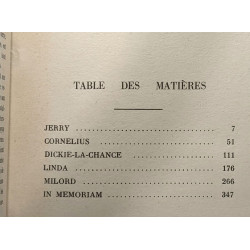 TABLE DES MATIÈRES
JERRY ........................... 7
CORNELIUS ........................... 51
DICKIE-LA-CHANCE ................. 111
LINDA ........................... 176
MILORD ........................... 266
IN MEMORIAM ..................... 347